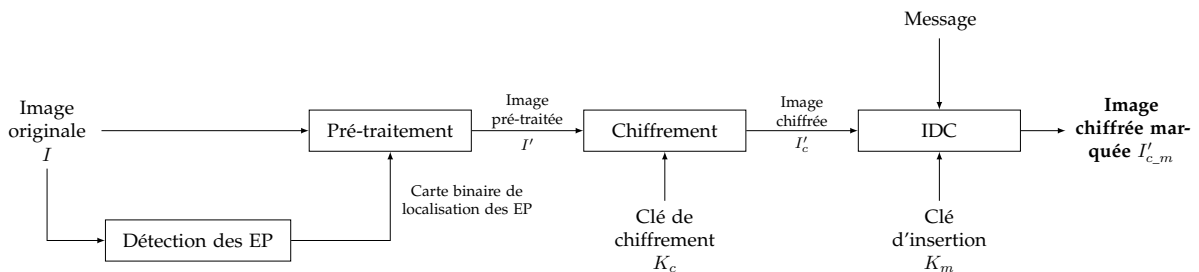 Message
Image
originale
I
Pré-traitement
Image
pré-traitée
I′
Chiffrement
Image
chiffrée
I′c
IDC
Image
chiffrée mar-
quée I′c_m
Carte binaire de
localisation des EP
Détection des EP
Clé de
chiffrement
Kc
Clé
d'insertion
Km